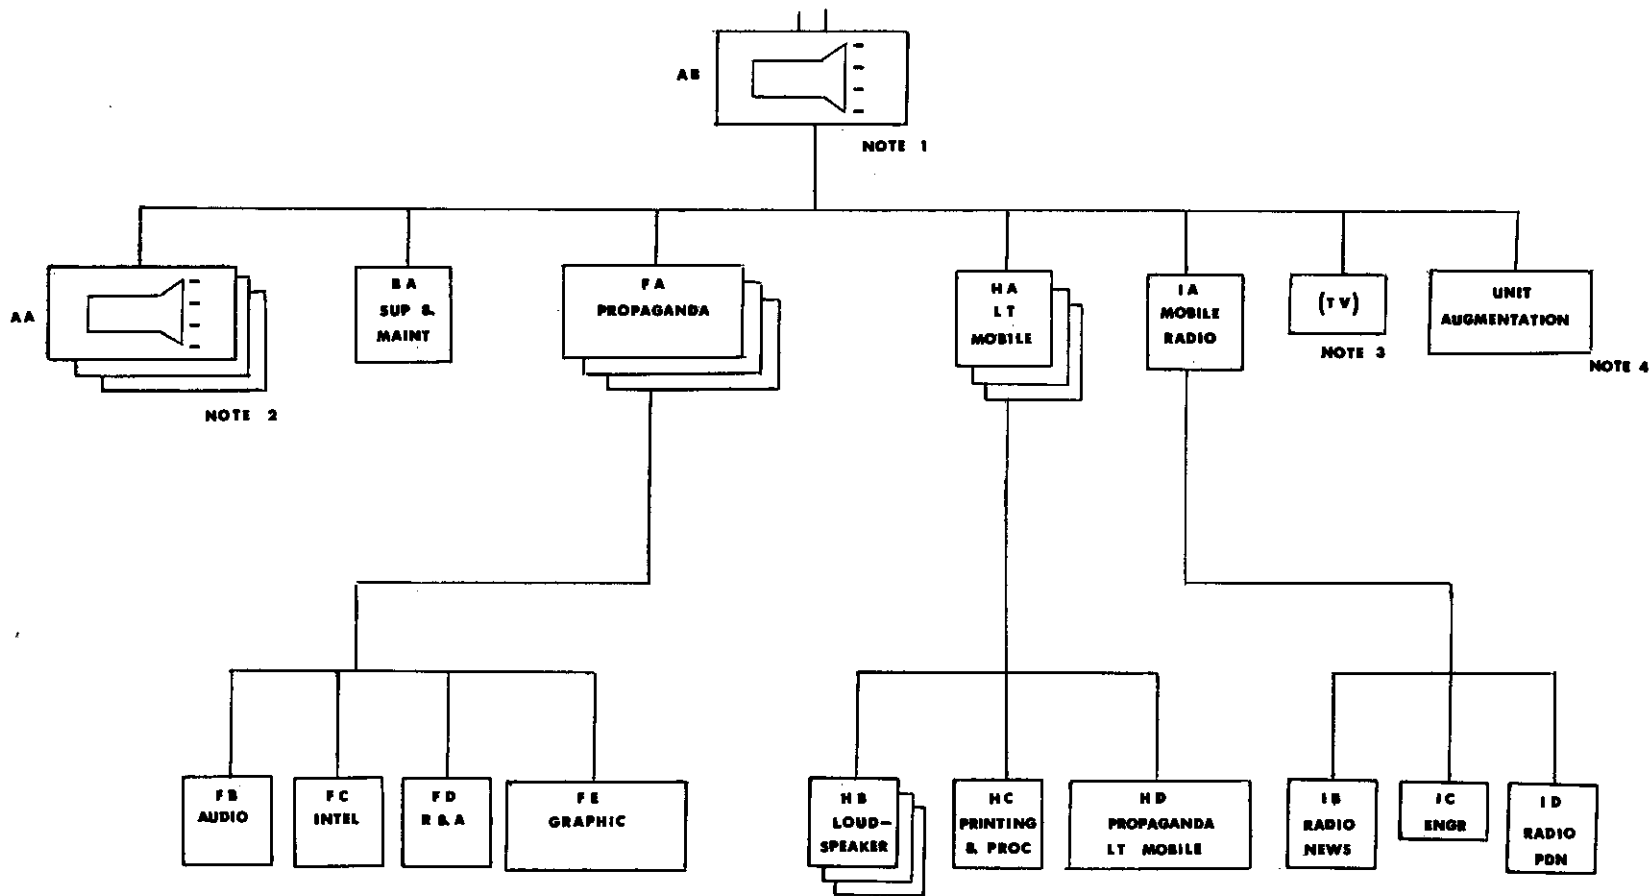 AB
NOTE 1
AA
NOTE 2
BA
SUP &
MAINT
FA
PROPAGANDA
HA
LT
MOBILE
IA
MOBILE
RADIO
(TV)
NOTE 3
UNIT
AUGMENTATION
NOTE 4
FB
AUDIO
FC
INTEL
FD
R & A
FE
GRAPHIC
HB
LOUD-
SPEAKER
HC
PRINTING
& PROC
HD
PROPAGANDA
LT MOBILE
IB
RADIO
NEWS
IC
ENGR
ID
RADIO
PDN